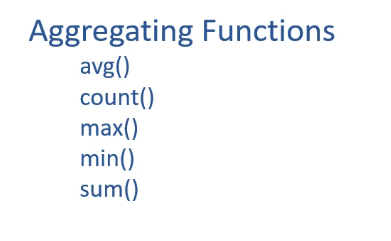 Aggregating Functions
avg()
count()
max()
min()
sum()